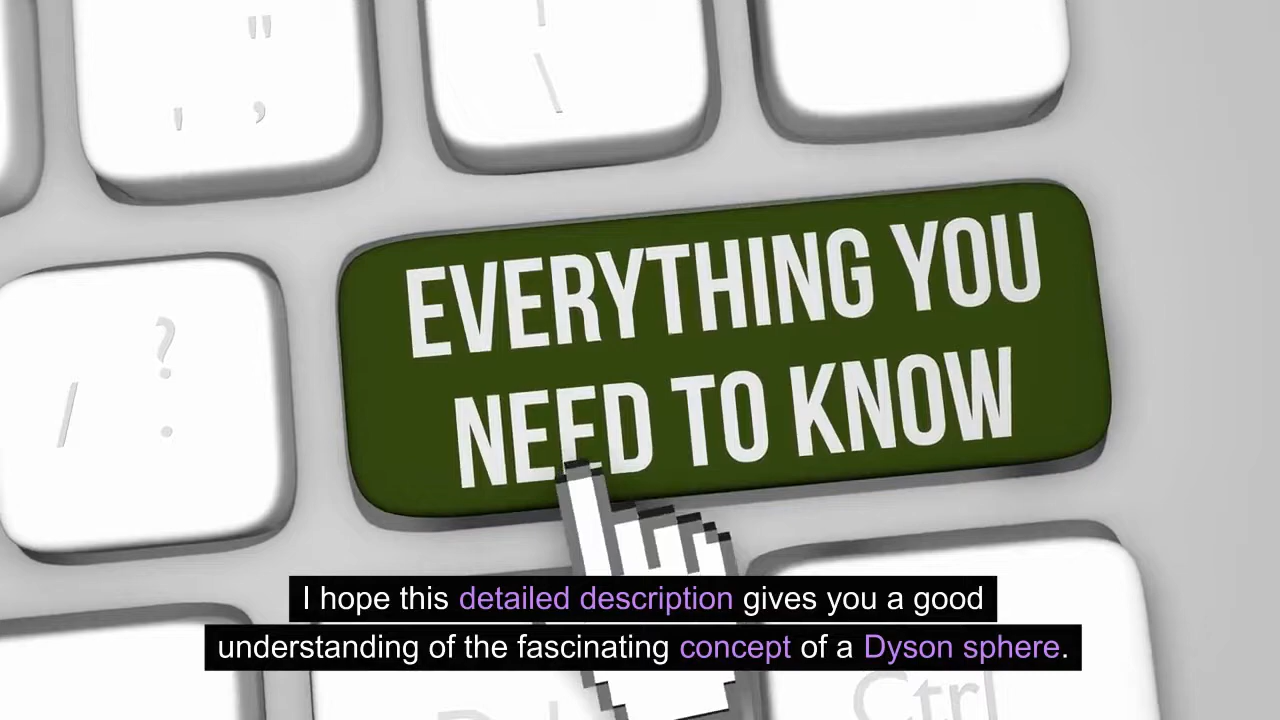 "
' ,
|
\
EVERYTHING YOU
NEED TO KNOW
?
/ .
I hope this detailed description gives you a good
understanding of the fascinating concept of a Dyson sphere.
Ctrl